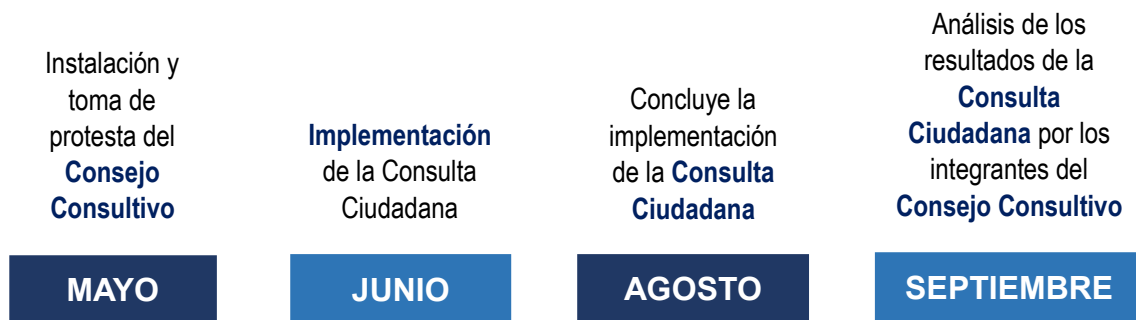 Instalación y
toma de
protesta del
Consejo
Consultivo
MAYO
Implementación
de la Consulta
Ciudadana
JUNIO
Concluye la
implementación
de la Consulta
Ciudadana
AGOSTO
Análisis de los
resultados de la
Consulta
Ciudadana por los
integrantes del
Consejo Consultivo
SEPTIEMBRE